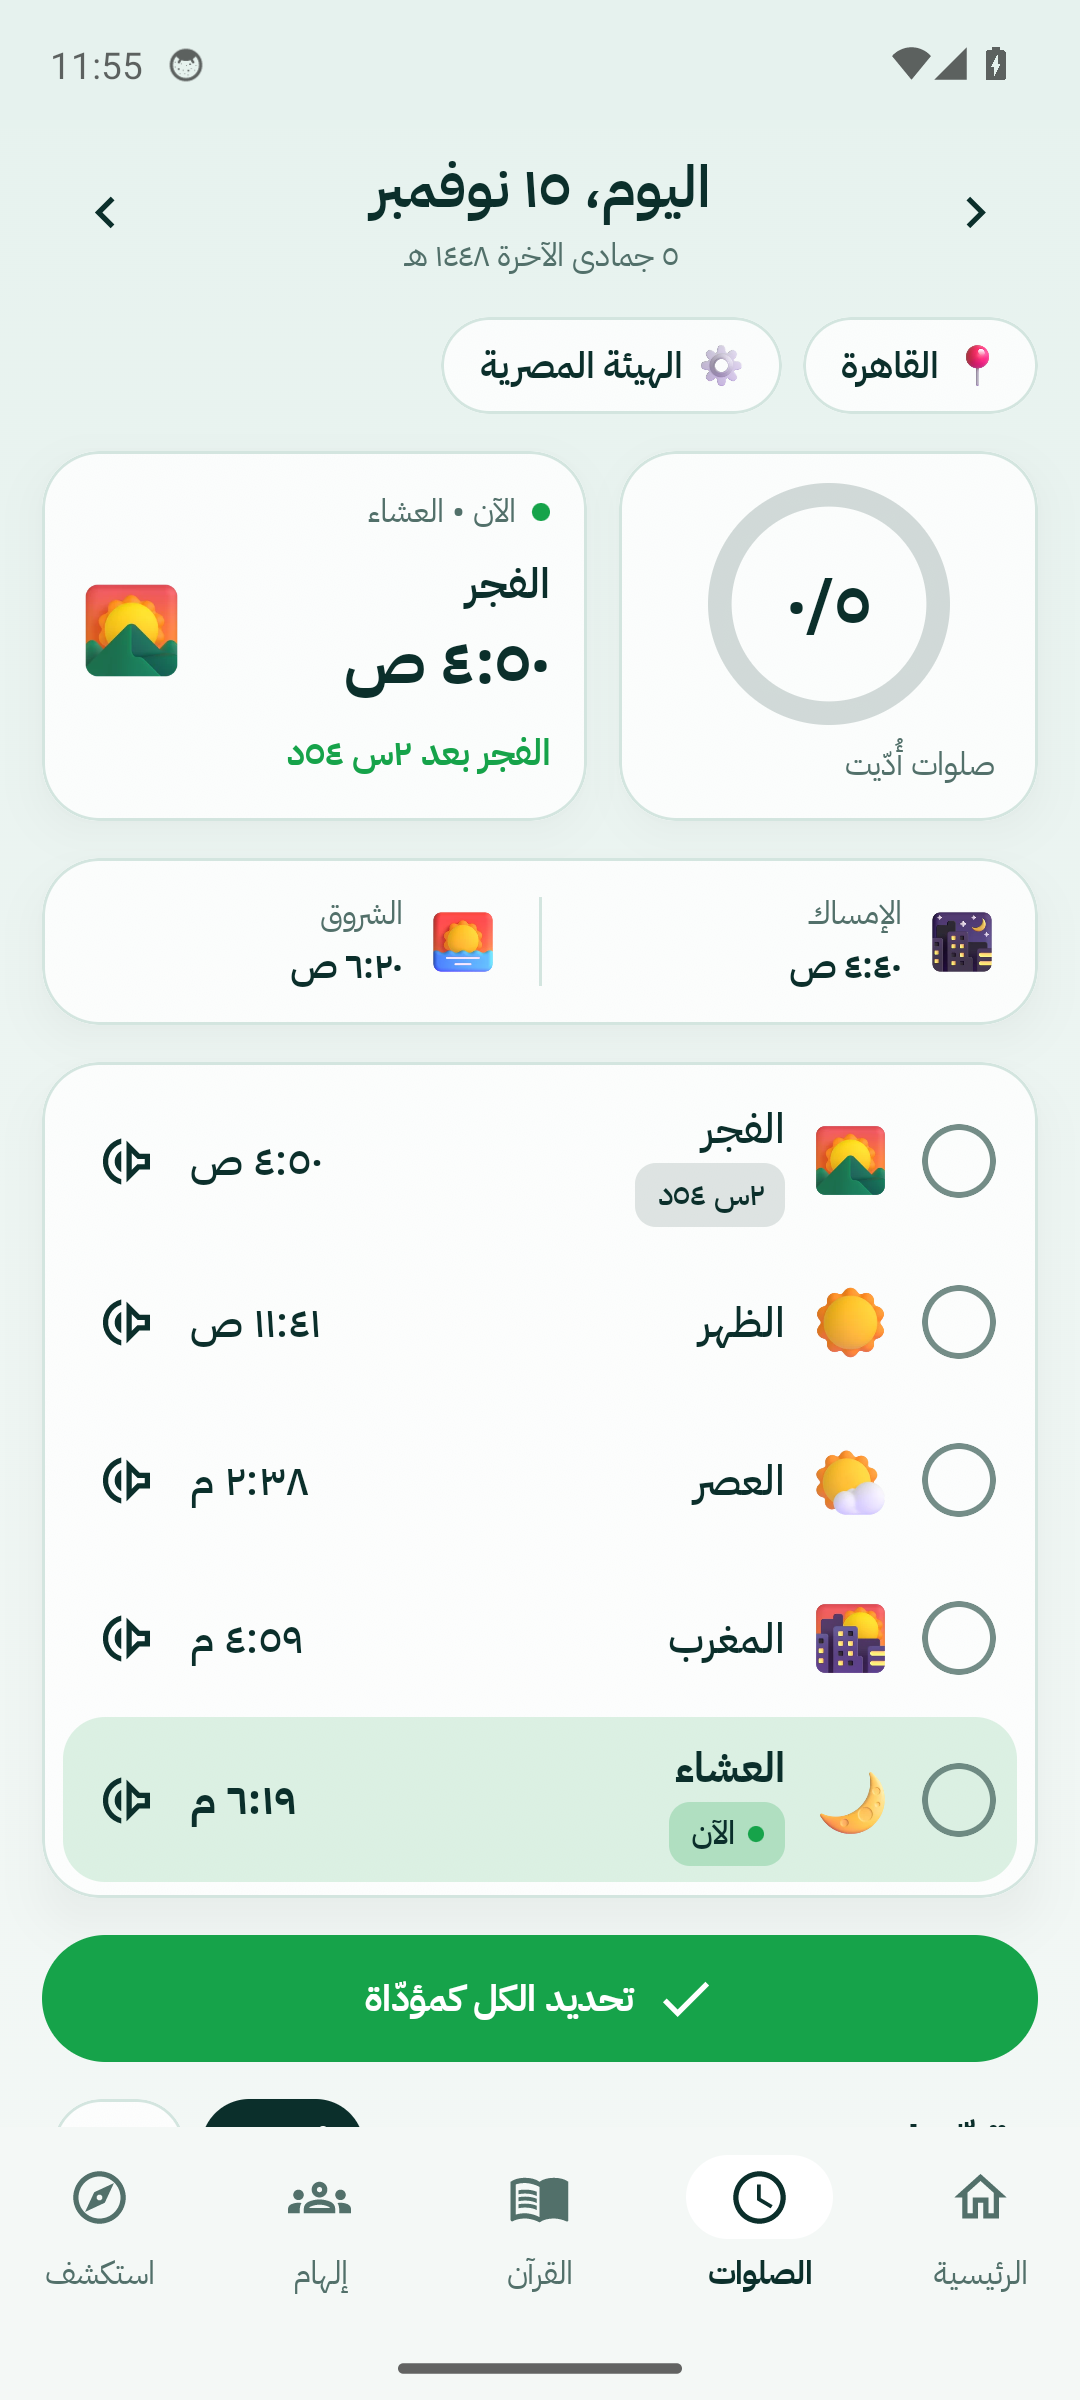 11:55
اليوم، ١٥ نوفمبر
٥ جمادى الآخرة ١٤٤٨ هـ
القاهرة
الهيئة المصرية
٠/٥
صلوات أُدّيت
الآن • العشاء
الفجر
٤:٥٠ ص
الفجر بعد ٢س ٥٤د
الإمساك
٤:٤٠ ص
الشروق
٦:٢٠ ص
الفجر
٢س ٥٤د
٤:٥٠ ص
الظهر
١١:٤١ ص
العصر
٢:٣٨ م
المغرب
٤:٥٩ م
العشاء
الآن
٦:١٩ م
تحديد الكل كمؤدّاة
الرئيسية
الصلوات
القرآن
إلهام
استكشف